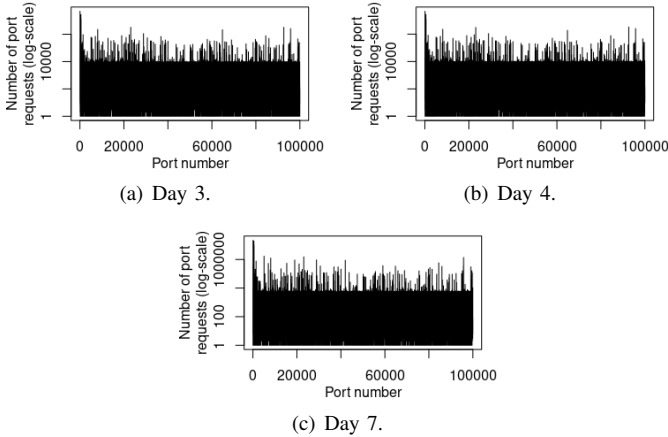 Number of port
requests (log-scale)
10000
1
0 20000 60000 100000
Port number
(a) Day 3.
Number of port
requests (log-scale)
10000
1
0 20000 60000 100000
Port number
(b) Day 4.
Number of port
requests (log-scale)
1000000
100
1
0 20000 60000 100000
Port number
(c) Day 7.